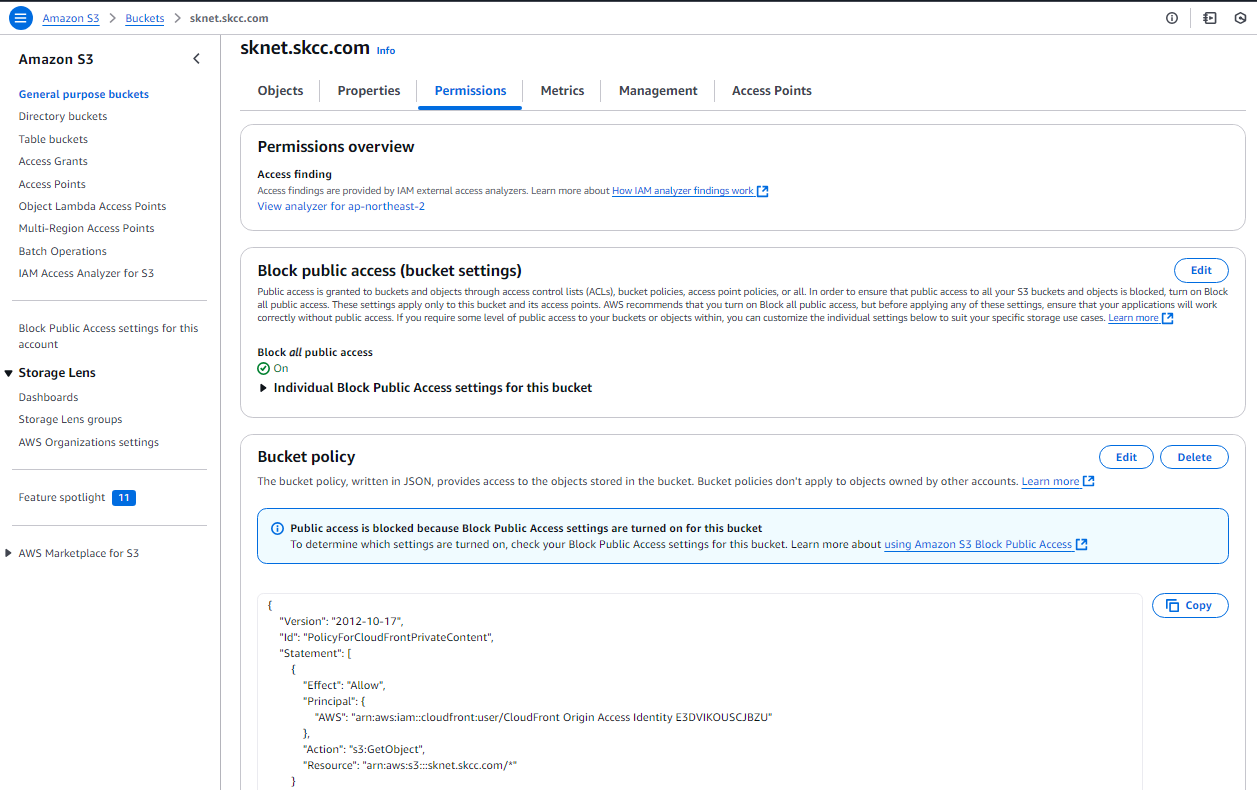 Amazon S3 > Buckets > sknet.skcc.com
Amazon S3
General purpose buckets
Directory buckets
Table buckets
Access Grants
Access Points
Object Lambda Access Points
Multi-Region Access Points
Batch Operations
IAM Access Analyzer for S3
Block Public Access settings for this
account
Storage Lens
Dashboards
Storage Lens groups
AWS Organizations settings
Feature spotlight 11
AWS Marketplace for S3
sknet.skcc.com Info
Objects Properties Permissions Metrics Management Access Points
Permissions overview
Access finding
Access findings are provided by IAM external access analyzers. Learn more about How IAM analyzer findings work
View analyzer for ap-northeast-2
Block public access (bucket settings) Edit
Public access is granted to buckets and objects through access control lists (ACLs), bucket policies, access point policies, or all. In order to ensure that public access to all your S3 buckets and objects is blocked, turn on Block
all public access. These settings apply only to this bucket and its access points. AWS recommends that you turn on Block all public access, but before applying any of these settings, ensure that your applications will work
correctly without public access. If you require some level of public access to your buckets or objects within, you can customize the individual settings below to suit your specific storage use cases. Learn more
Block all public access
On
Individual Block Public Access settings for this bucket
Bucket policy Edit Delete
The bucket policy, written in JSON, provides access to the objects stored in the bucket. Bucket policies don't apply to objects owned by other accounts. Learn more
Public access is blocked because Block Public Access settings are turned on for this bucket
To determine which settings are turned on, check your Block Public Access settings for this bucket. Learn more about using Amazon S3 Block Public Access
Copy
{
"Version": "2012-10-17",
"Id": "PolicyForCloudFrontPrivateContent",
"Statement": [
{
"Effect": "Allow",
"Principal": {
"AWS": "arn:aws:iam::cloudfront:user/CloudFront Origin Access Identity E3DVIKOUSCJBZU"
},
"Action": "s3:GetObject",
"Resource": "arn:aws:s3:::sknet.skcc.com/*"
}